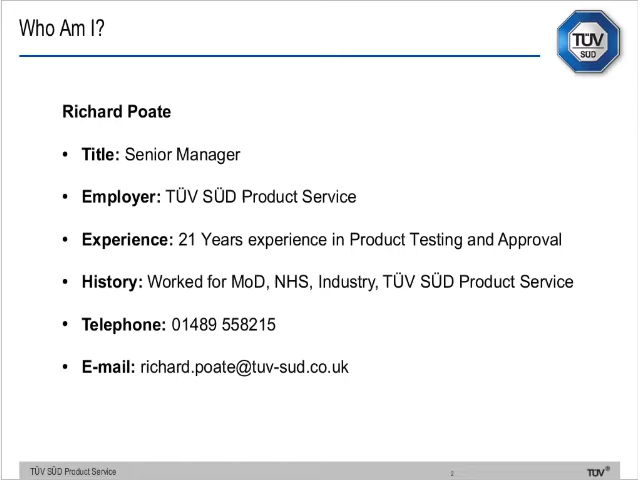 Who Am I?
TÜV
SÜD
Richard Poate
• Title: Senior Manager
• Employer: TÜV SÜD Product Service
• Experience: 21 Years experience in Product Testing and Approval
• History: Worked for MoD, NHS, Industry, TÜV SÜD Product Service
• Telephone: 01489 558215
• E-mail: richard.poate@tuv-sud.co.uk
TÜV SÜD Product Service
2
TÜV®